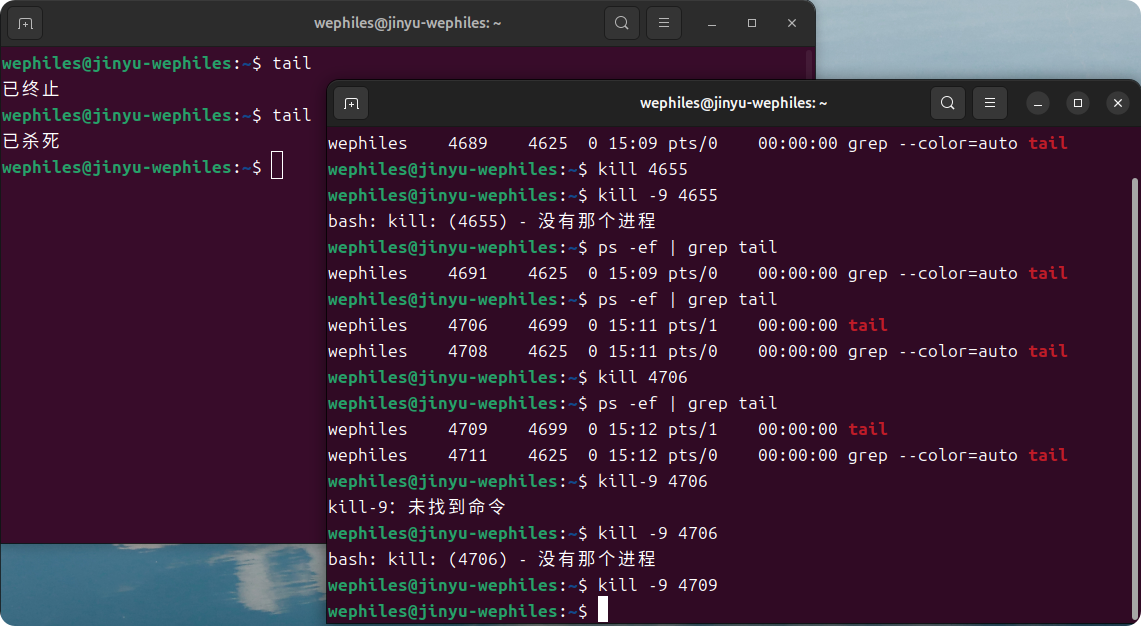 wephiles@jinyu-wephiles: ~
wephiles@jinyu-wephiles:~$ tail
已终止
wephiles@jinyu-wephiles:~$ tail
已杀死
wephiles@jinyu-wephiles:~$
wephiles@jinyu-wephiles: ~
wephiles    4689    4625  0 15:09 pts/0    00:00:00 grep --color=auto tail
wephiles@jinyu-wephiles:~$ kill 4655
wephiles@jinyu-wephiles:~$ kill -9 4655
bash: kill: (4655) - 没有那个进程
wephiles@jinyu-wephiles:~$ ps -ef | grep tail
wephiles    4691    4625  0 15:09 pts/0    00:00:00 grep --color=auto tail
wephiles@jinyu-wephiles:~$ ps -ef | grep tail
wephiles    4706    4699  0 15:11 pts/1    00:00:00 tail
wephiles    4708    4625  0 15:11 pts/0    00:00:00 grep --color=auto tail
wephiles@jinyu-wephiles:~$ kill 4706
wephiles@jinyu-wephiles:~$ ps -ef | grep tail
wephiles    4709    4699  0 15:12 pts/1    00:00:00 tail
wephiles    4711    4625  0 15:12 pts/0    00:00:00 grep --color=auto tail
wephiles@jinyu-wephiles:~$ kill-9 4706
kill-9：未找到命令
wephiles@jinyu-wephiles:~$ kill -9 4706
bash: kill: (4706) - 没有那个进程
wephiles@jinyu-wephiles:~$ kill -9 4709
wephiles@jinyu-wephiles:~$